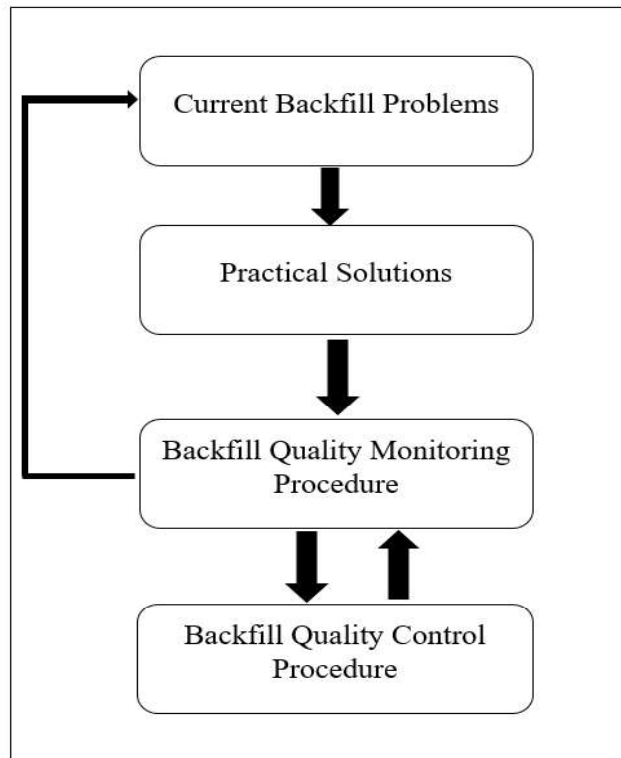 Current Backfill Problems
Practical Solutions
Backfill Quality Monitoring
Procedure
Backfill Quality Control
Procedure